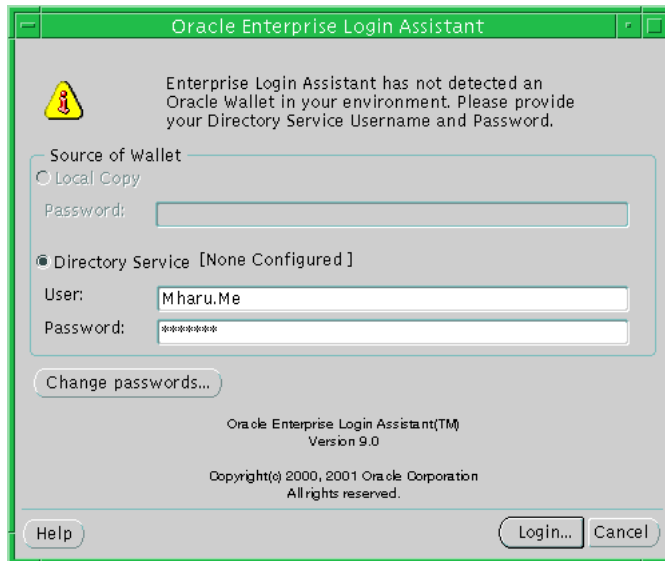 Oracle Enterprise Login Assistant
Enterprise Login Assistant has not detected an
Oracle Wallet in your environment. Please provide
your Directory Service Username and Password.
Source of Wallet
Local Copy
Password:
Directory Service [None Configured ]
User: Mharu.Me
Password: *******
Change passwords...
Oracle Enterprise Login Assistant(TM)
Version 9.0
Copyright(c) 2000, 2001 Oracle Corporation
All rights reserved.
Help Login... Cancel